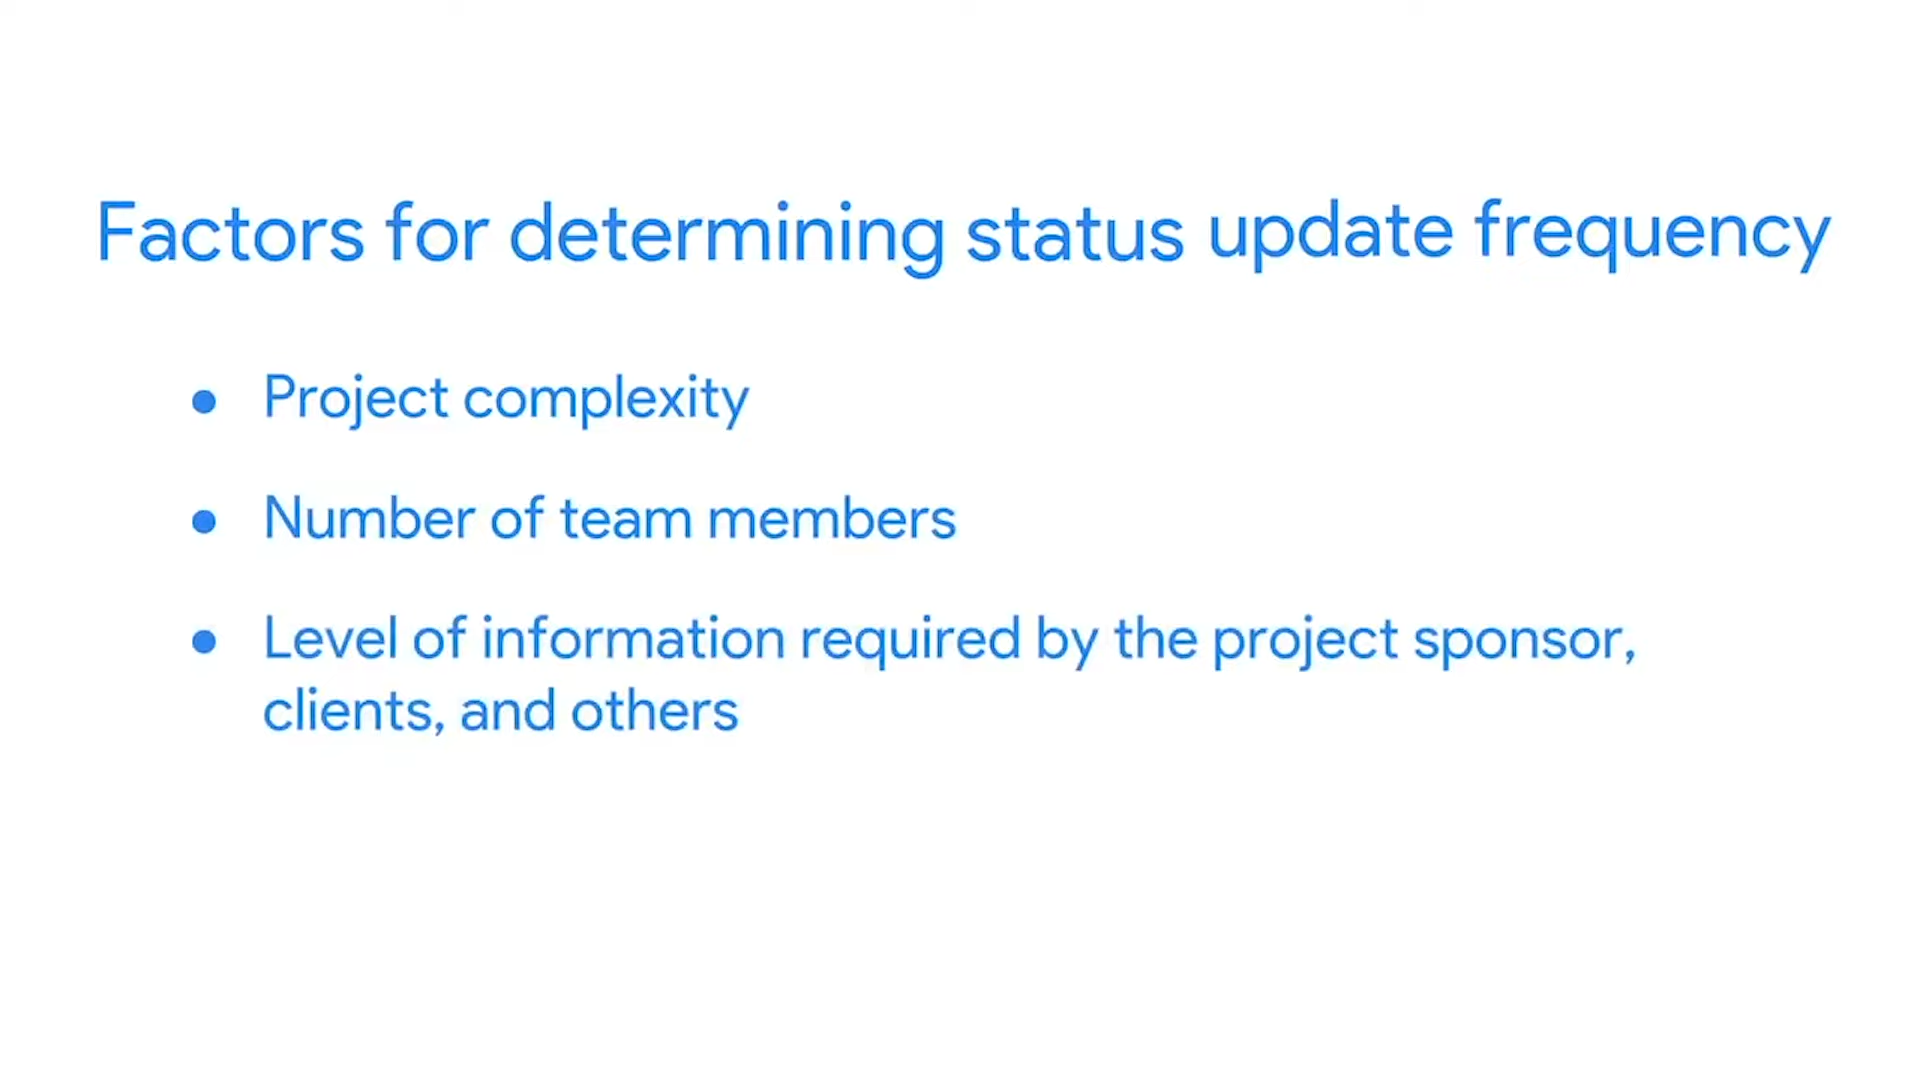 Factors for determining status update frequency
● Project complexity
● Number of team members
● Level of information required by the project sponsor,
clients, and others